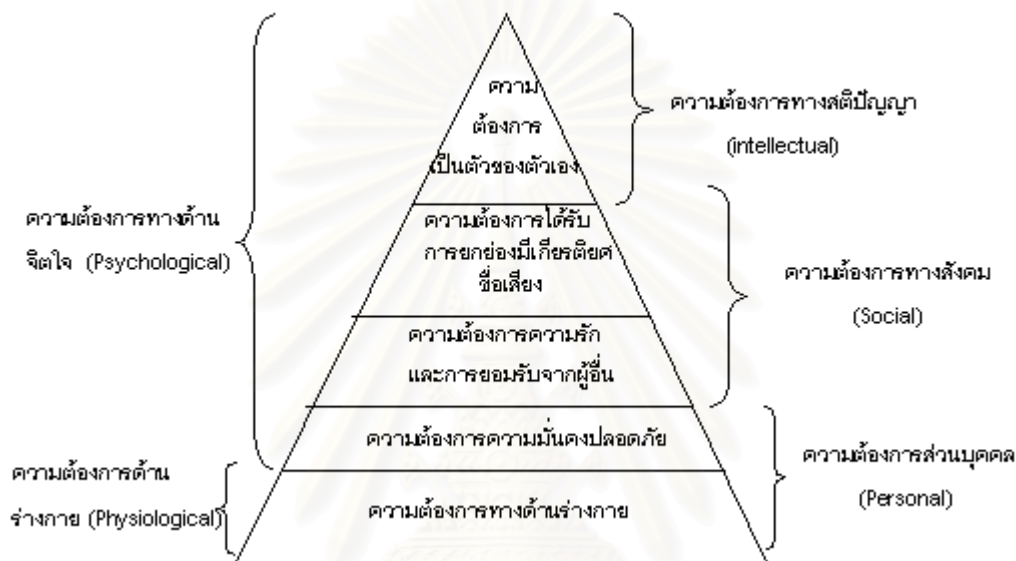 ความ
ต้องการ
เป็นตัวของตัวเอง
ความต้องการได้รับ
การยกย่องมีเกียรติยศ
ชื่อเสียง
ความต้องการความรัก
และการยอมรับจากผู้อื่น
ความต้องการความมั่นคงปลอดภัย
ความต้องการทางด้านร่างกาย
ความต้องการทางด้าน
จิตใจ (Psychological)
ความต้องการด้าน
ร่างกาย (Physiological)
ความต้องการทางสติปัญญา
(intellectual)
ความต้องการทางสังคม
(Social)
ความต้องการส่วนบุคคล
(Personal)